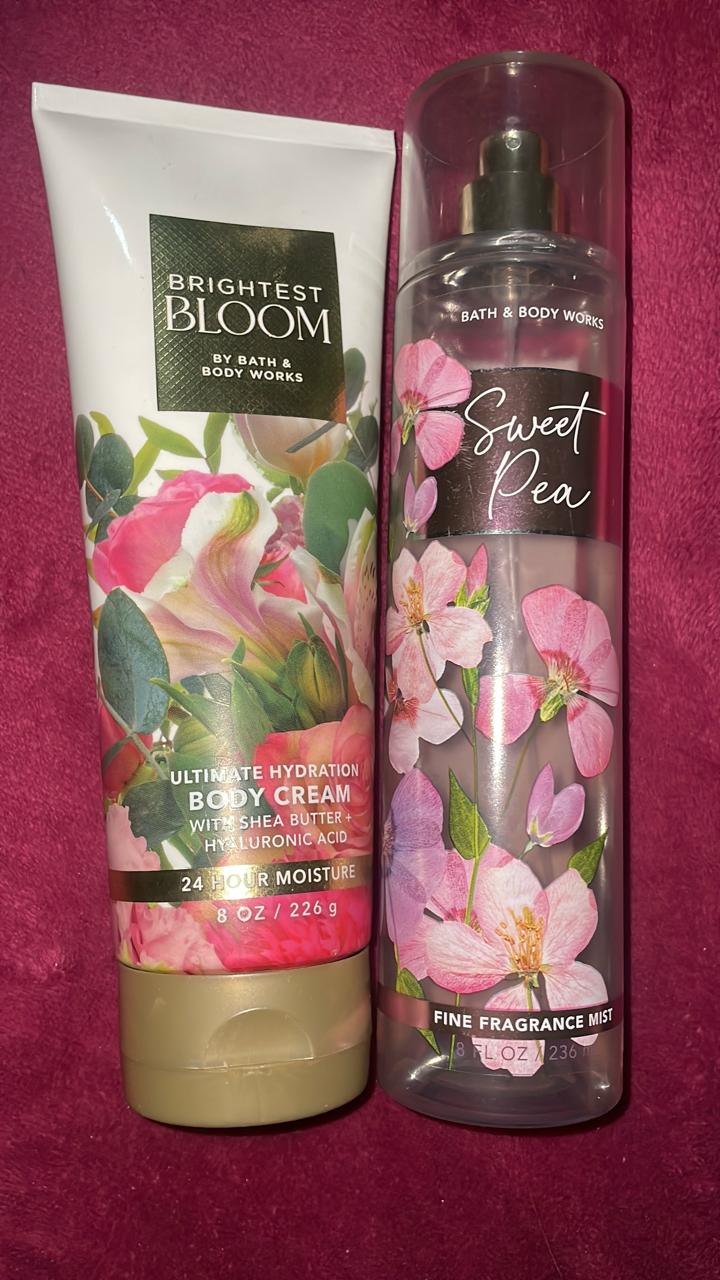 BRIGHTEST
BLOOM
BY BATH &
BODY WORKS
ULTIMATE HYDRATION
BODY CREAM
WITH SHEA BUTTER +
HYALURONIC ACID
24 HOUR MOISTURE
8 OZ / 226 g
BATH & BODY WORKS
Sweet
Pea
FINE FRAGRANCE MIST
8 FL OZ / 236 m